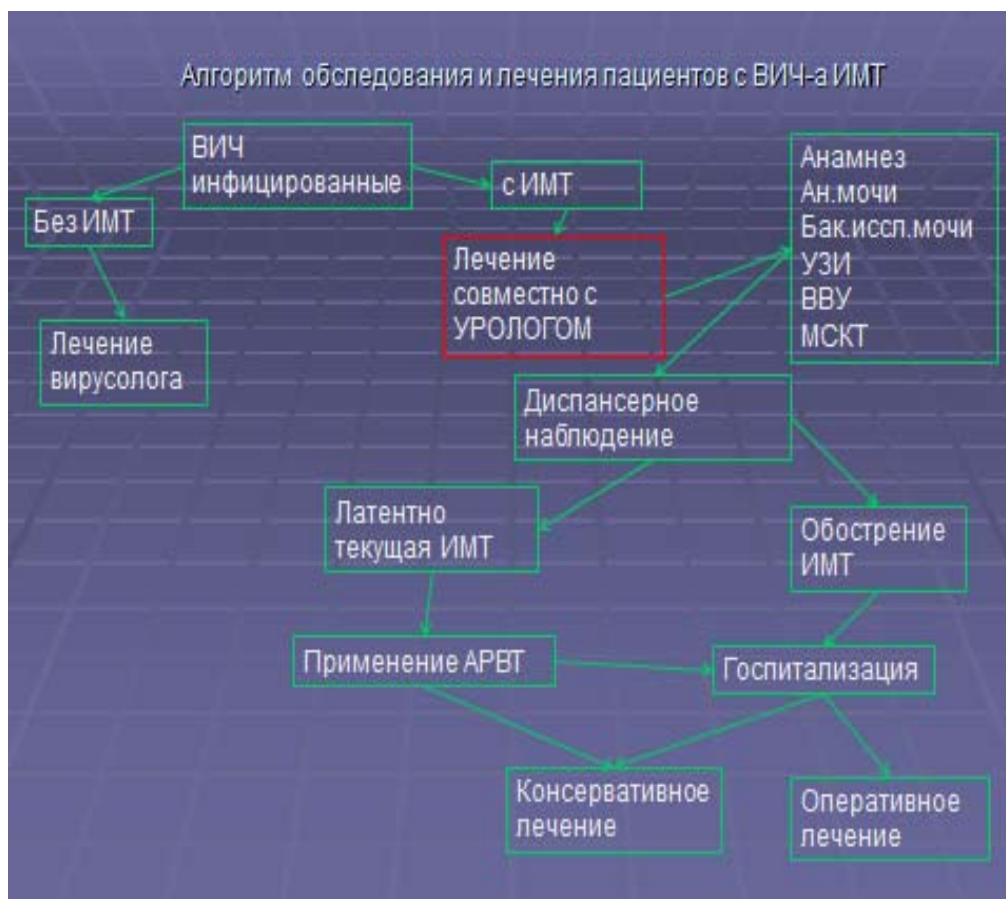 Алгоритм обследования и лечения пациентов с ВИЧ-а ИМТ
ВИЧ
инфицированные
Без ИМТ
с ИМТ
Лечение
вирусолога
Лечение
совместно с
УРОЛОГОМ
Анамнез
Ан.мочи
Бак.иссл.мочи
УЗИ
ВВУ
МСКТ
Диспансерное
наблюдение
Латентно
текущая ИМТ
Обострение
ИМТ
Применение АРВТ
Госпитализация
Консервативное
лечение
Оперативное
лечение